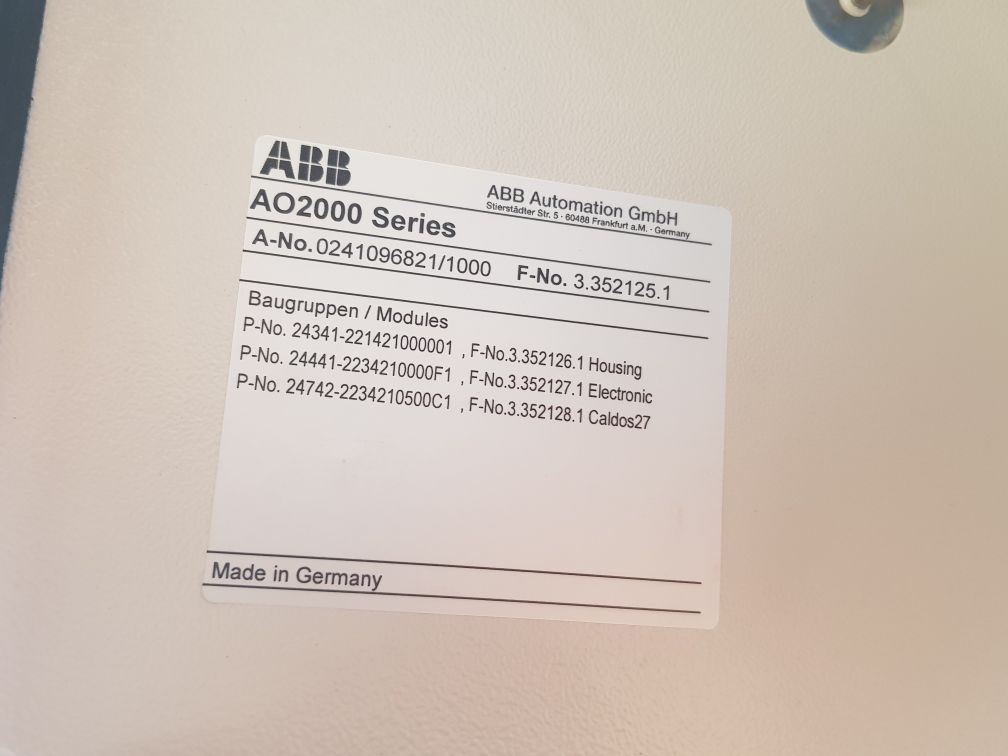 ABB
ABB Automation GmbH
Stierstädter Str. 5 · 60488 Frankfurt a.M. · Germany
AO2000 Series
A-No. 0241096821/1000 F-No. 3.352125.1
Baugruppen / Modules
P-No. 24341-221421000001 , F-No.3.352126.1 Housing
P-No. 24441-2234210000F1 , F-No.3.352127.1 Electronic
P-No. 24742-2234210500C1 , F-No.3.352128.1 Caldos27
Made in Germany